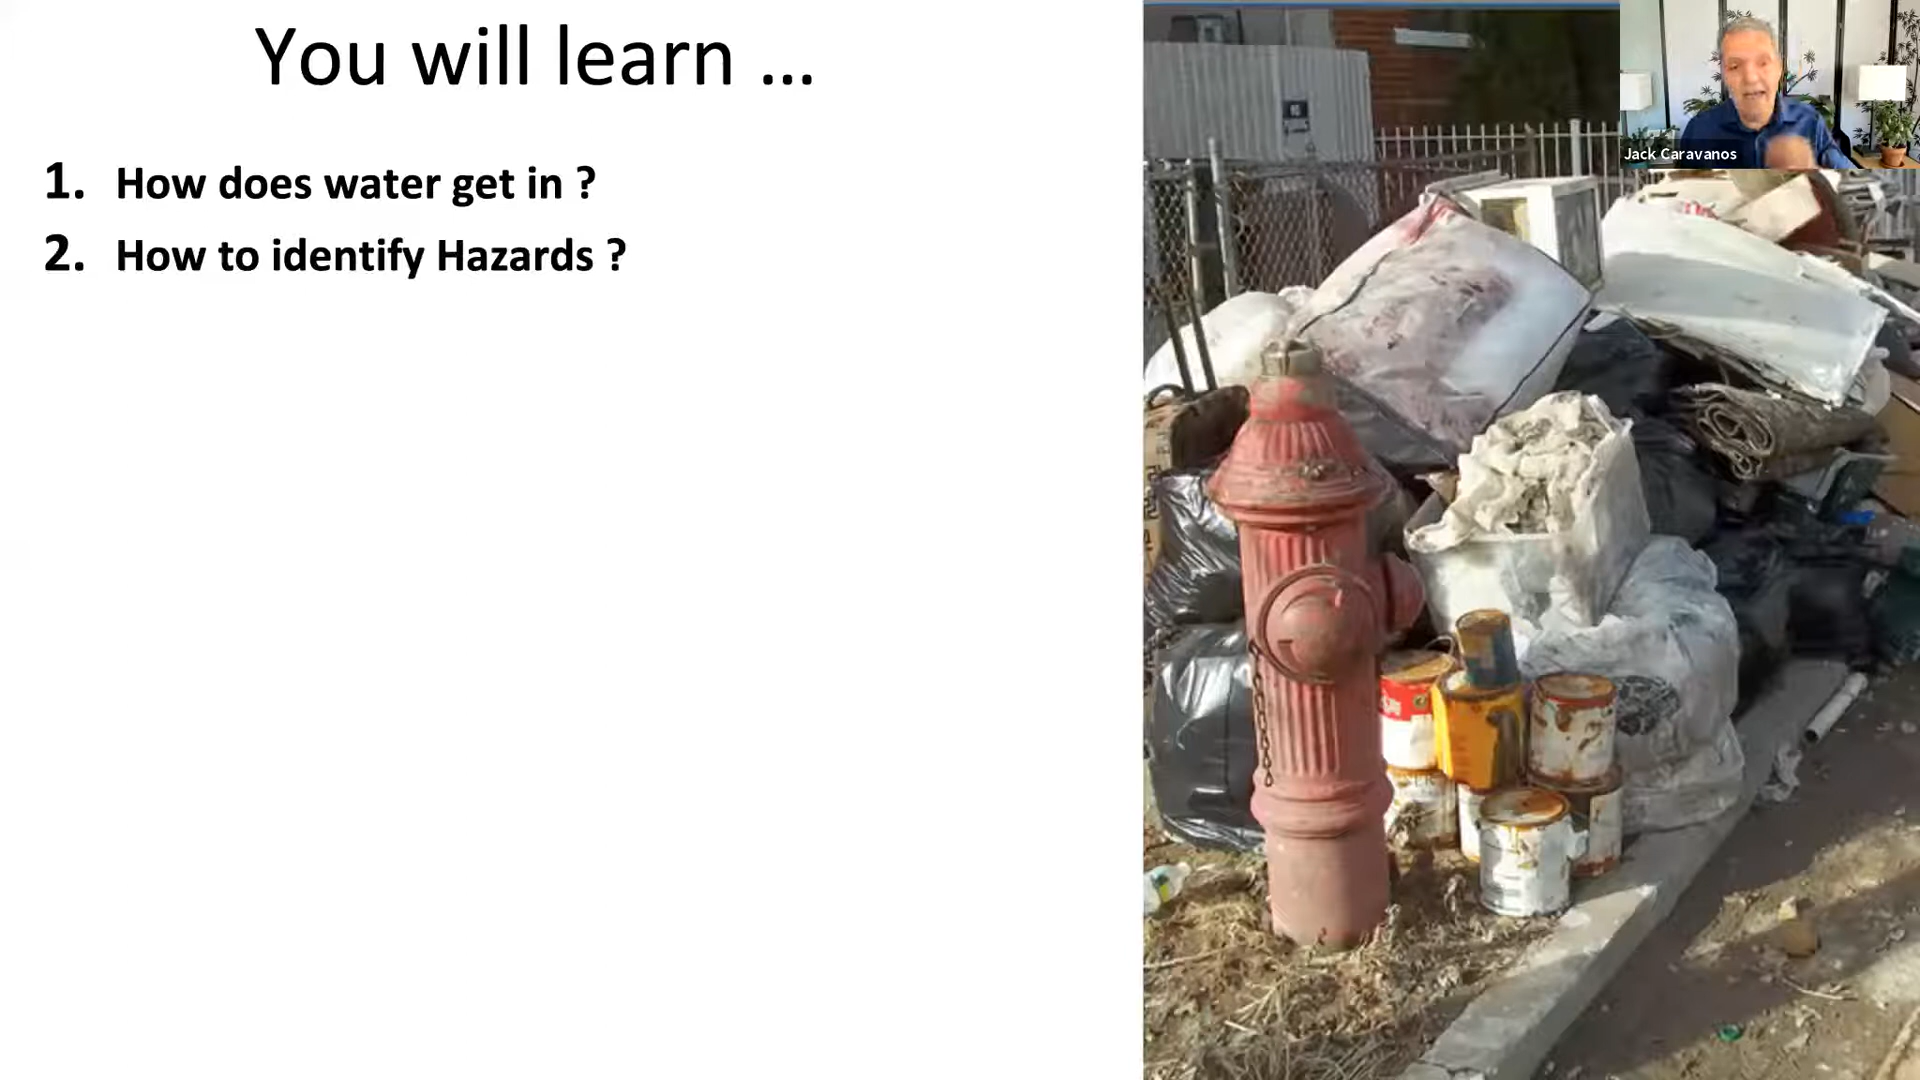 You will learn ...
1. How does water get in ?
2. How to identify Hazards ?
Jack Caravanos